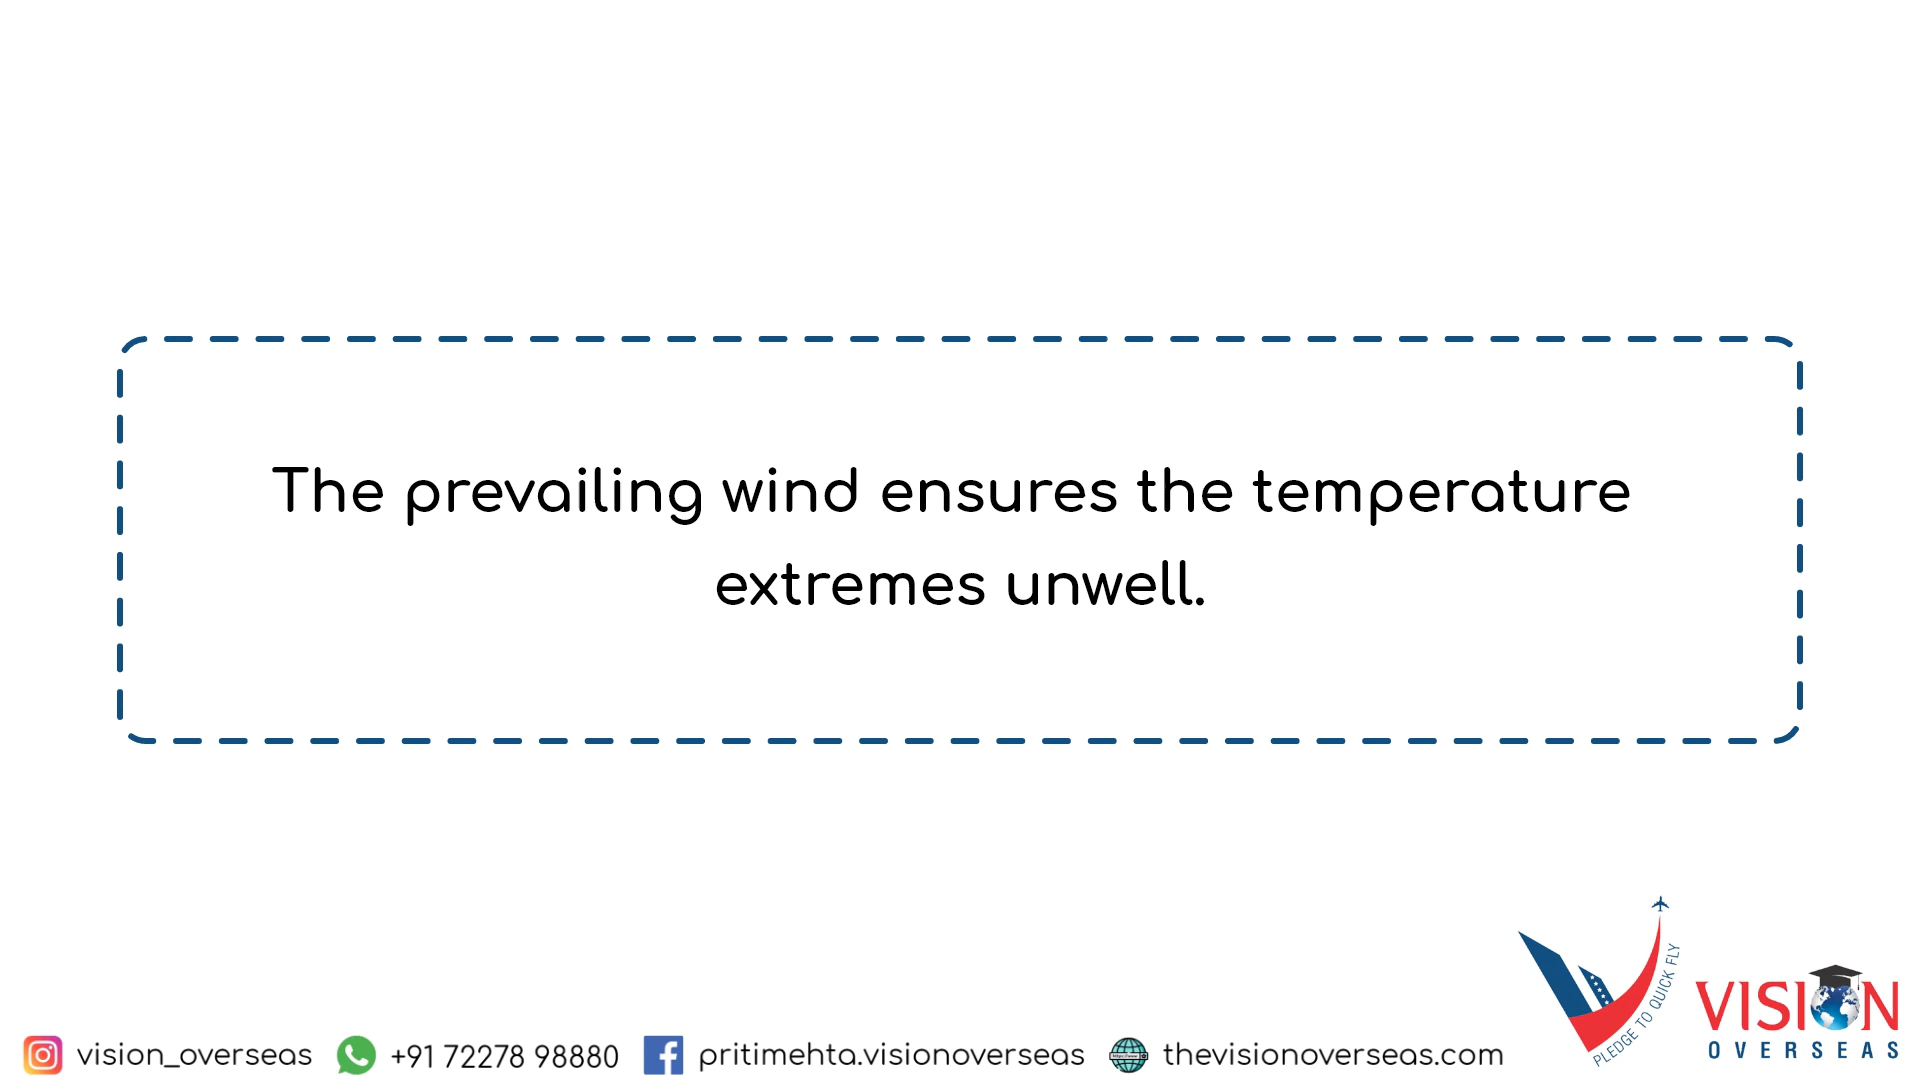 The prevailing wind ensures the temperature
extremes unwell.
PLEDGE TO QUICK FLY
VISION
OVERSEAS
vision_overseas +91 72278 98880 pritimehta.visionoverseas thevisionoverseas.com